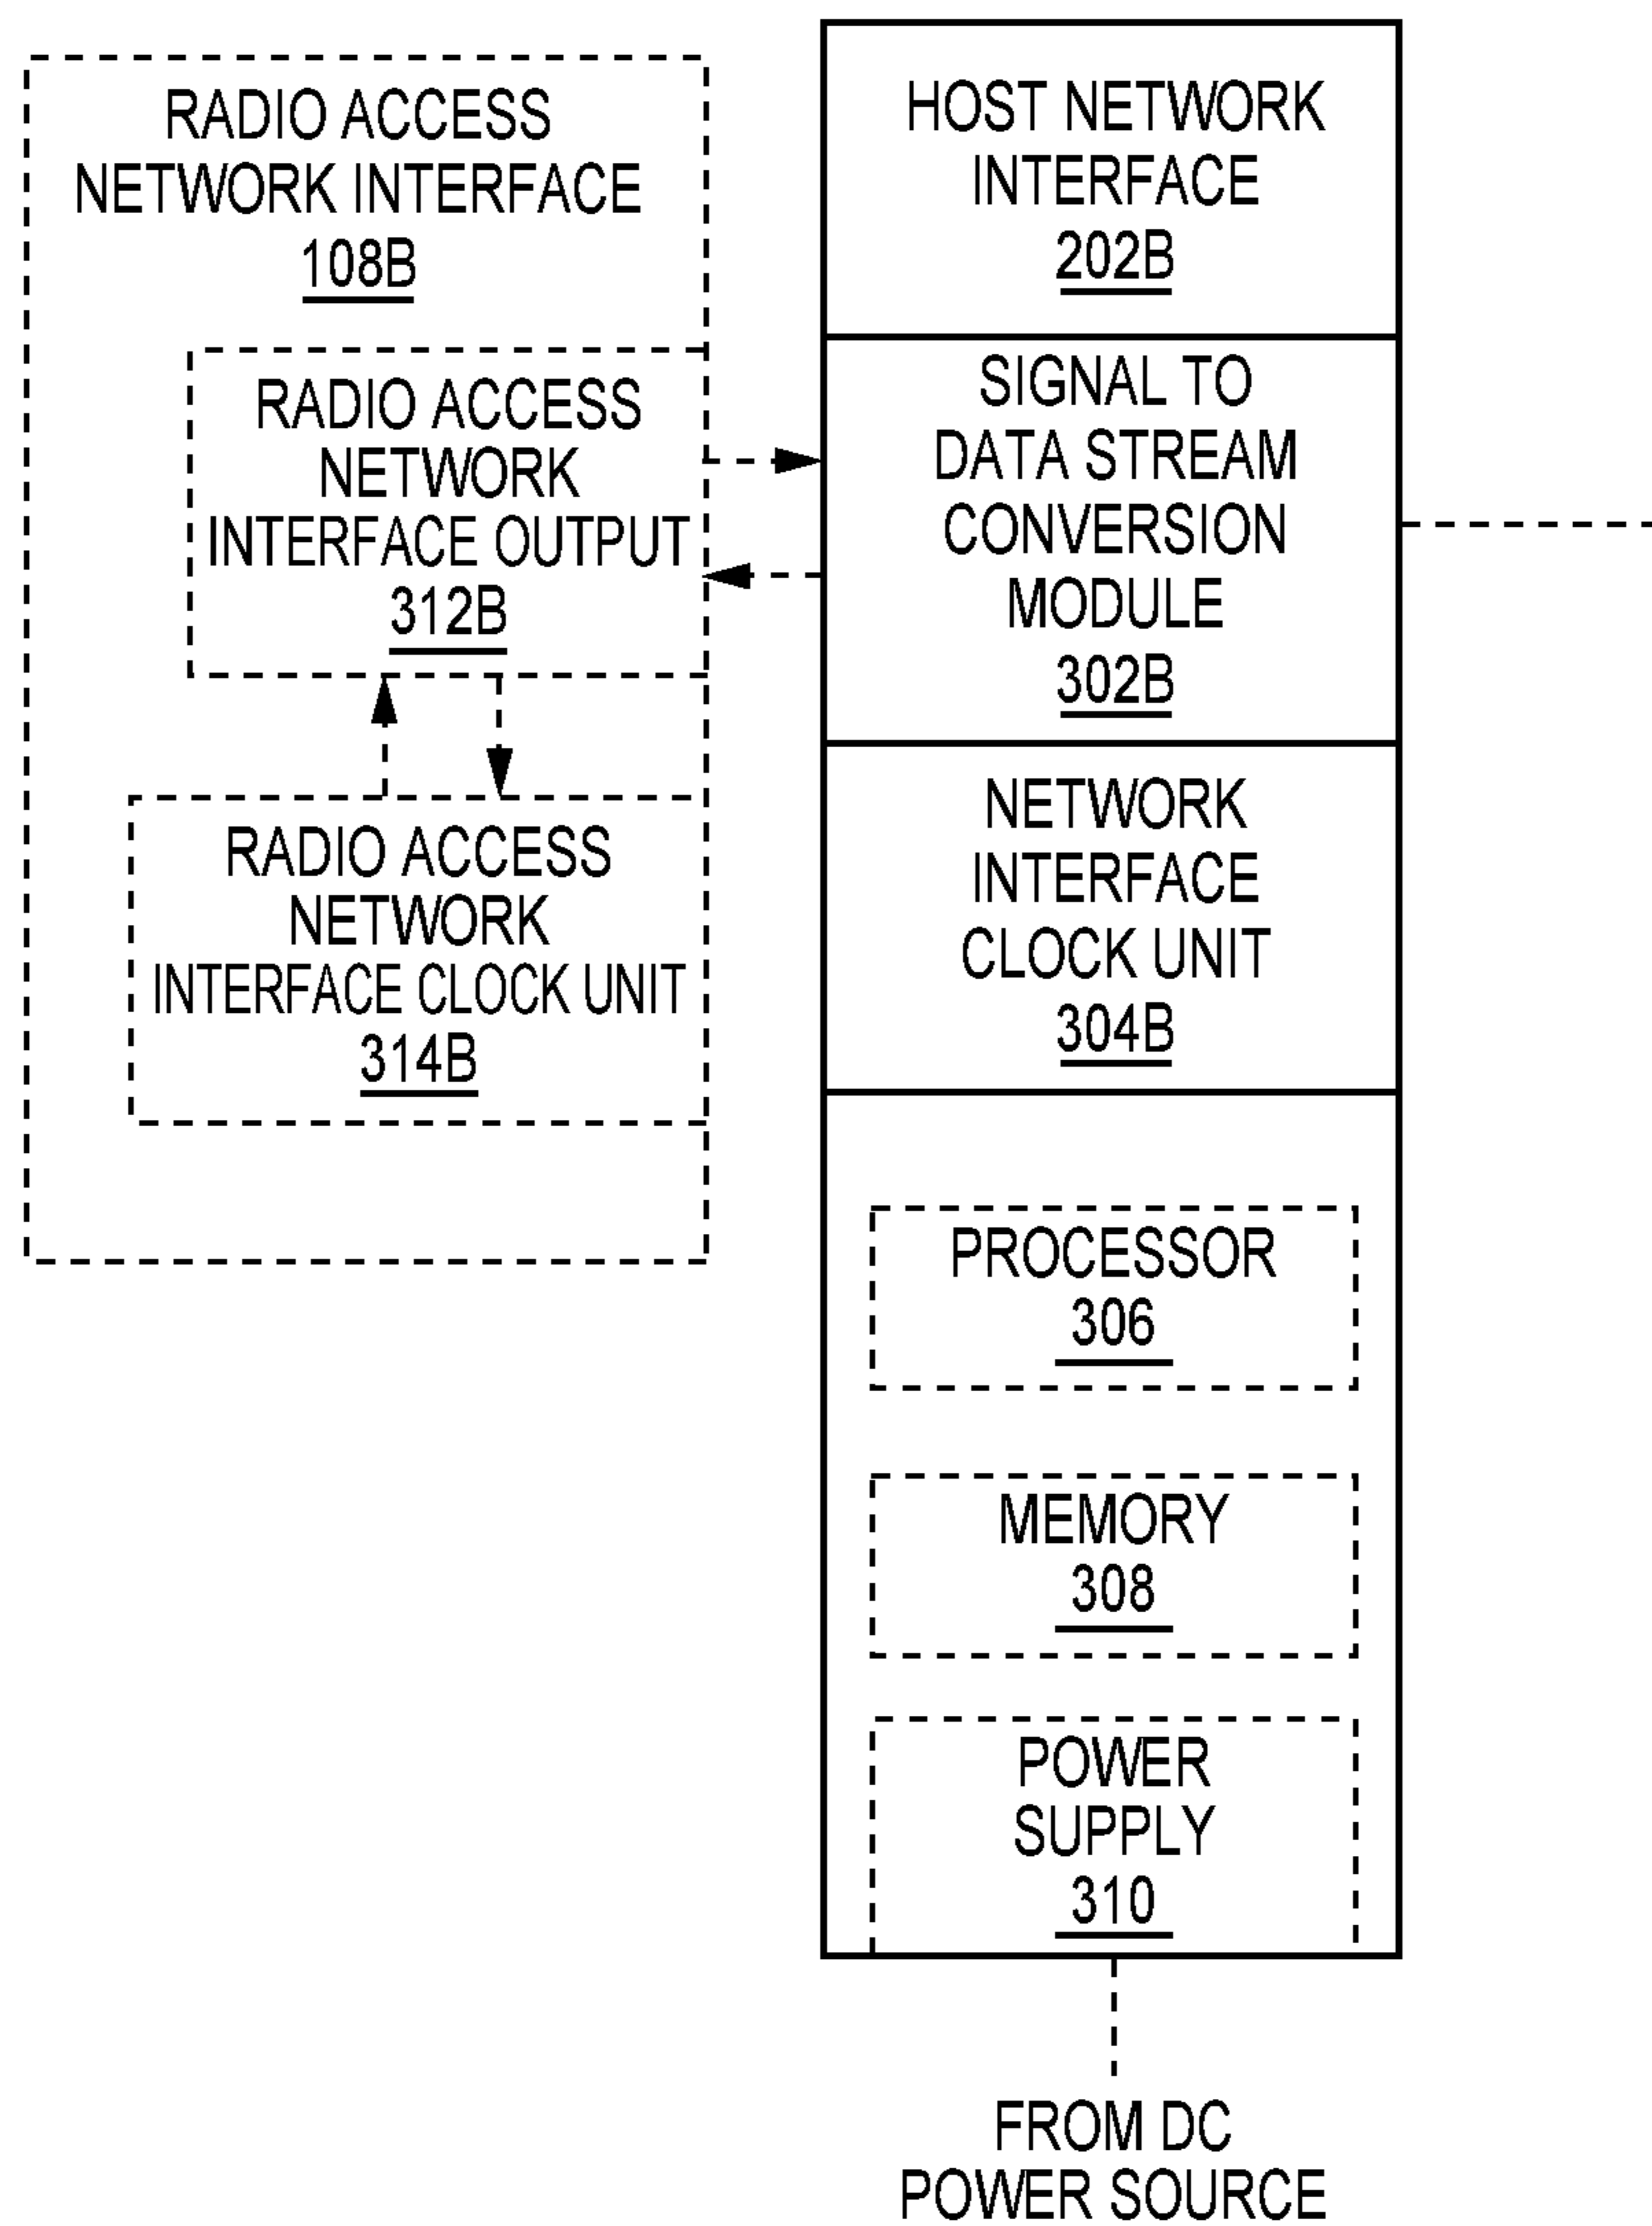 RADIO ACCESS
NETWORK INTERFACE
108B
RADIO ACCESS
NETWORK
INTERFACE OUTPUT
312B
RADIO ACCESS
NETWORK
INTERFACE CLOCK UNIT
314B
HOST NETWORK
INTERFACE
202B
SIGNAL TO
DATA STREAM
CONVERSION
MODULE
302B
NETWORK
INTERFACE
CLOCK UNIT
304B
PROCESSOR
306
MEMORY
308
POWER
SUPPLY
310
FROM DC
POWER SOURCE